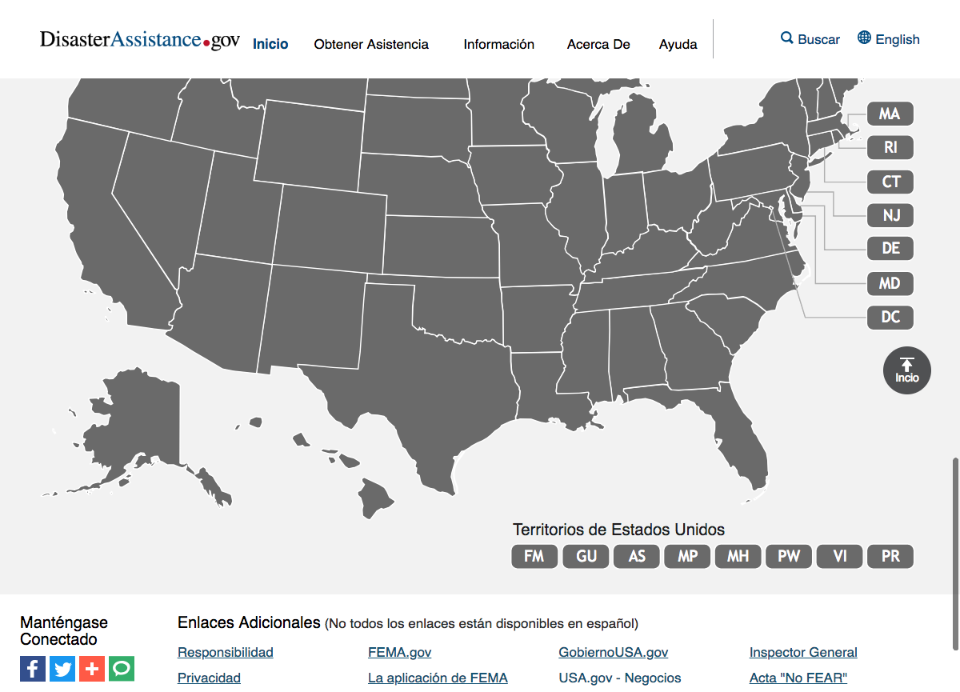 DisasterAssistance.gov Inicio Obtener Asistencia Información Acerca De Ayuda Buscar English
MA
RI
CT
NJ
DE
MD
DC
Incio
Territorios de Estados Unidos
FM GU AS MP MH PW VI PR
Manténgase
Conectado
Enlaces Adicionales (No todos los enlaces están disponibles en español)
Responsibilidad FEMA.gov GobiernoUSA.gov Inspector General
Privacidad La aplicación de FEMA USA.gov - Negocios Acta "No FEAR"